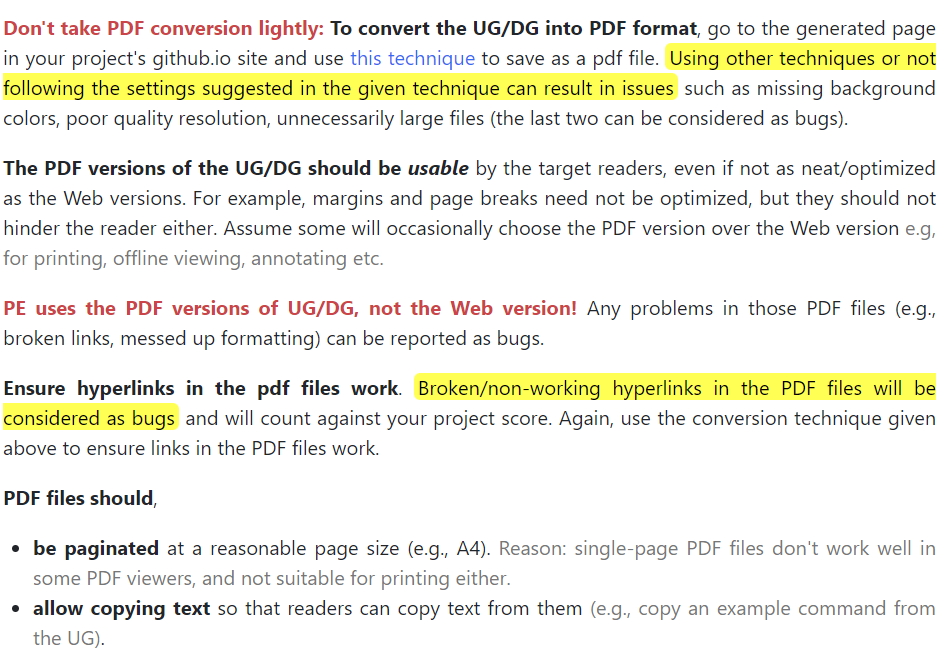 Don't take PDF conversion lightly: To convert the UG/DG into PDF format, go to the generated page
in your project's github.io site and use this technique to save as a pdf file. Using other techniques or not
following the settings suggested in the given technique can result in issues such as missing background
colors, poor quality resolution, unnecessarily large files (the last two can be considered as bugs).
The PDF versions of the UG/DG should be usable by the target readers, even if not as neat/optimized
as the Web versions. For example, margins and page breaks need not be optimized, but they should not
hinder the reader either. Assume some will occasionally choose the PDF version over the Web version e.g,
for printing, offline viewing, annotating etc.
PE uses the PDF versions of UG/DG, not the Web version! Any problems in those PDF files (e.g.,
broken links, messed up formatting) can be reported as bugs.
Ensure hyperlinks in the pdf files work. Broken/non-working hyperlinks in the PDF files will be
considered as bugs and will count against your project score. Again, use the conversion technique given
above to ensure links in the PDF files work.
PDF files should,
• be paginated at a reasonable page size (e.g., A4). Reason: single-page PDF files don't work well in
some PDF viewers, and not suitable for printing either.
• allow copying text so that readers can copy text from them (e.g., copy an example command from
the UG).